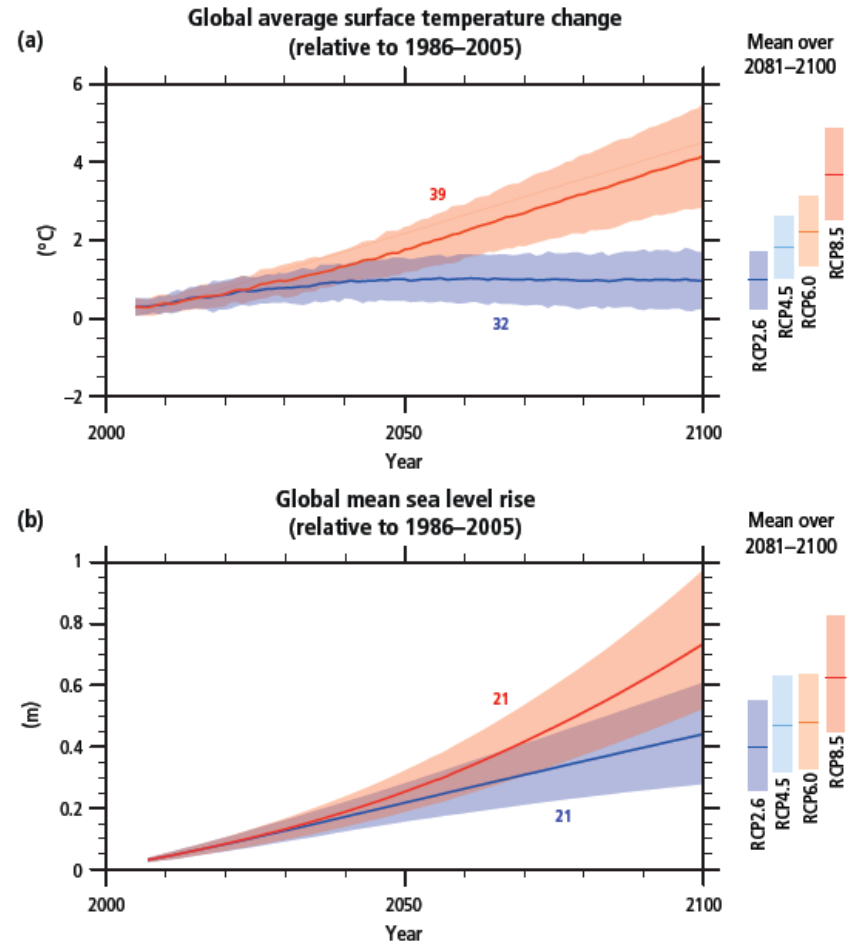 Global average surface temperature change
(relative to 1986–2005)
(a)
Mean over
2081–2100
6
4
2
0
–2
(°C)
39
32
2000
2050
2100
Year
RCP2.6
RCP4.5
RCP6.0
RCP8.5
Global mean sea level rise
(relative to 1986–2005)
(b)
Mean over
2081–2100
1
0.8
0.6
0.4
0.2
0
(m)
21
21
2000
2050
2100
Year
RCP2.6
RCP4.5
RCP6.0
RCP8.5